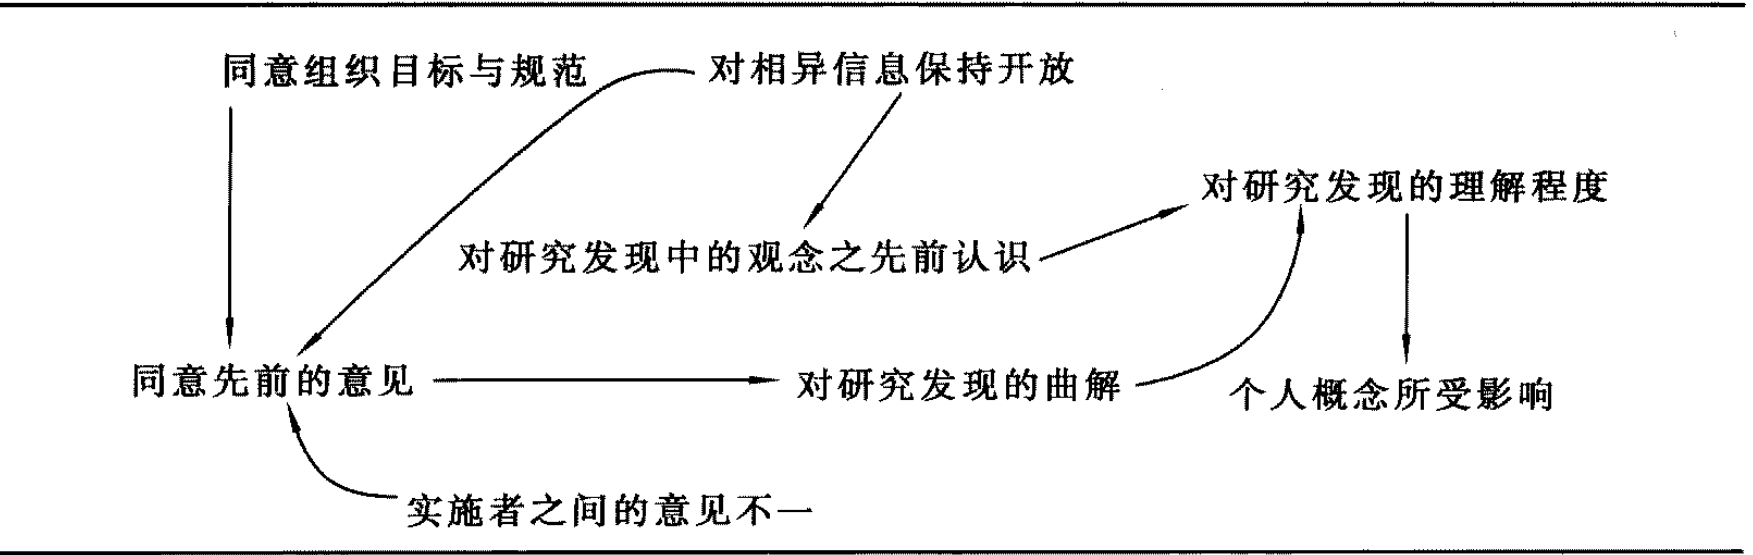 同意组织目标与规范
对相异信息保持开放
对研究发现的理解程度
对研究发现中的观念之先前认识
同意先前的意见
对研究发现的曲解
个人概念所受影响
实施者之间的意见不一